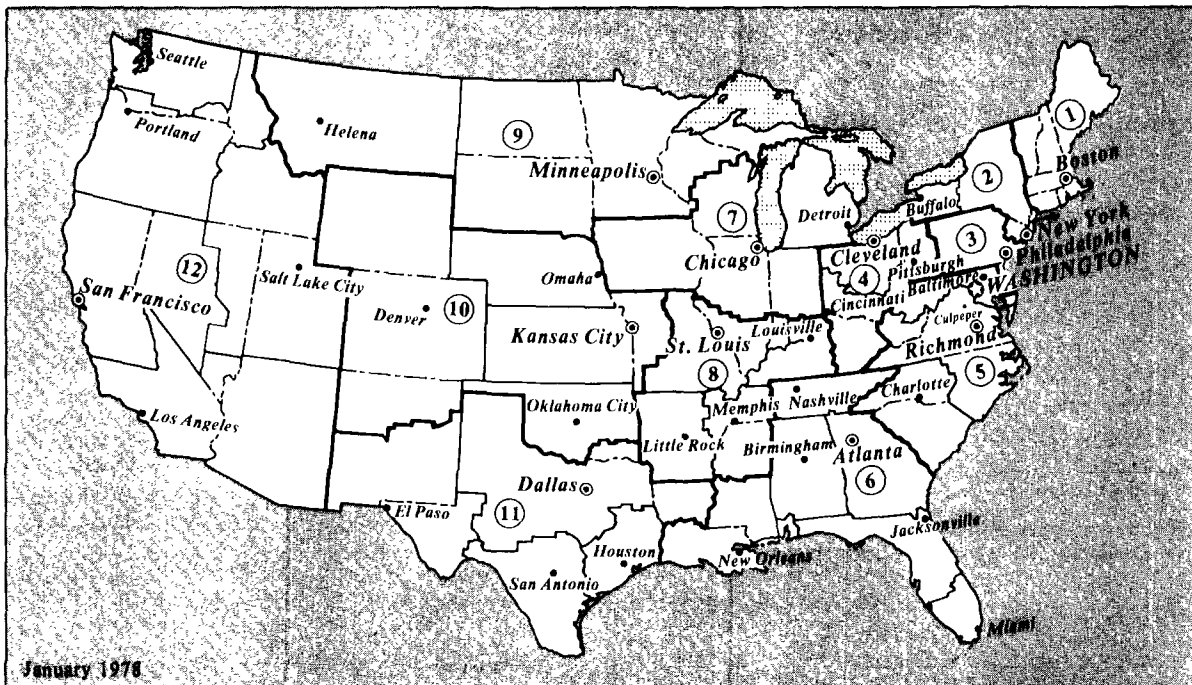 Seattle
Portland
Helena
9
Minneapolis
1
Boston
2
Buffalo
New York
Philadelphia
WASHINGTON
3
7
Detroit
Chicago
Cleveland
4
Pittsburgh
Baltimore
Cincinnati
12
San Francisco
Salt Lake City
Omaha
Denver
10
Kansas City
St. Louis
Louisville
8
Culpeper
Richmond
5
Charlotte
Los Angeles
Oklahoma City
Memphis
Nashville
Little Rock
Birmingham
Atlanta
6
Dallas
11
El Paso
Houston
San Antonio
New Orleans
Jacksonville
Miami
January 1978